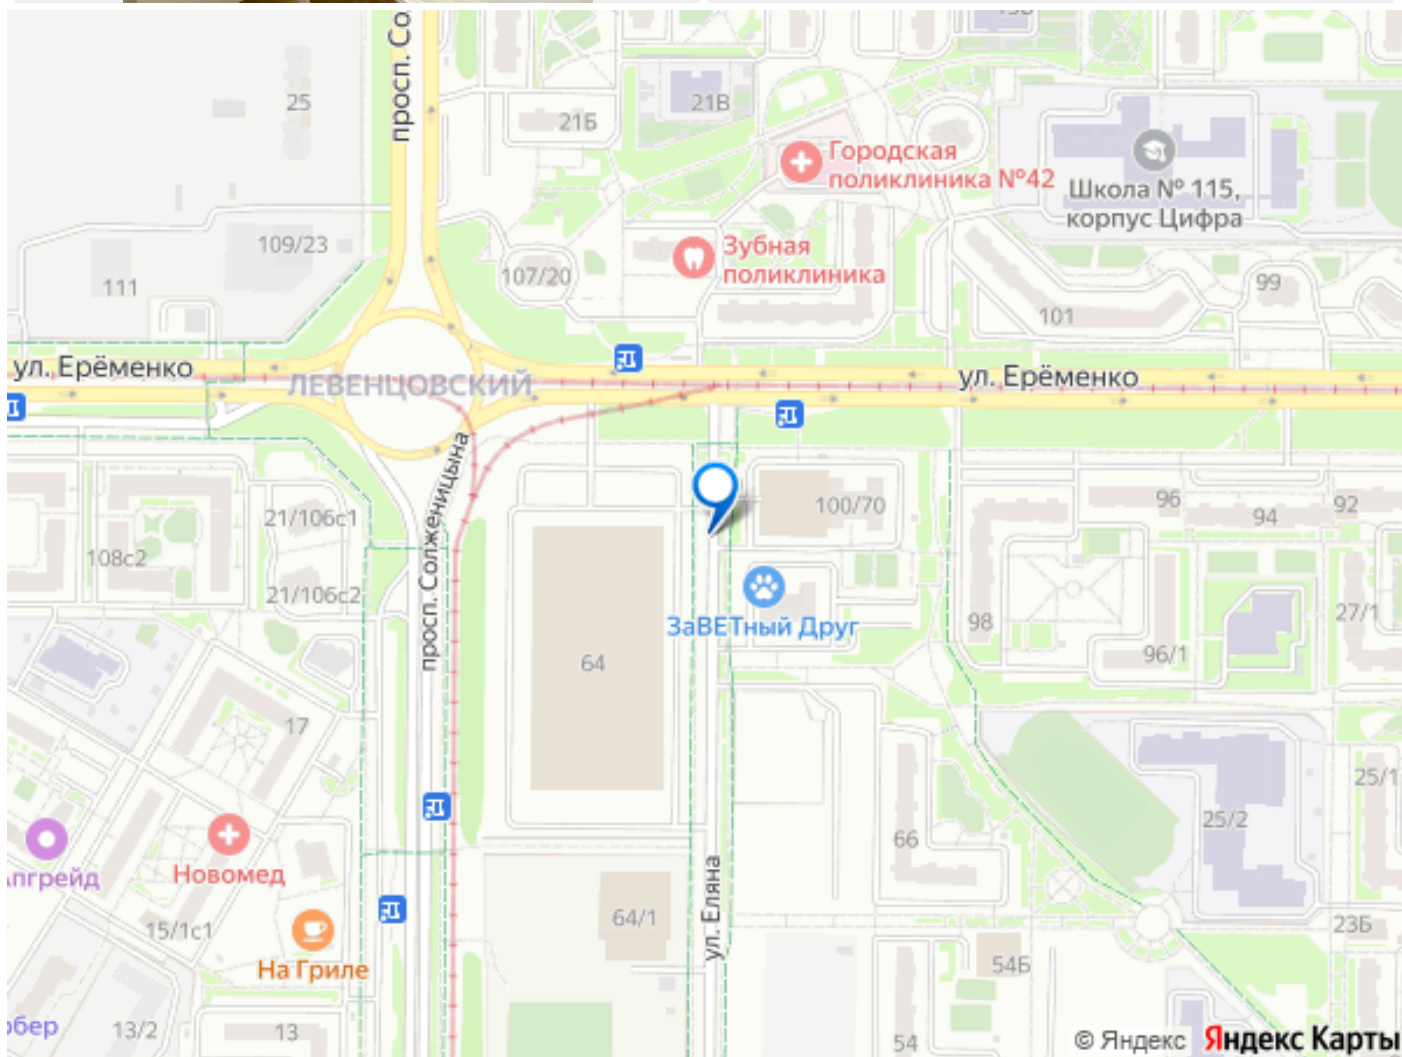 просп. Со
25
21Б
21В
Городская
поликлиника №42
Школа № 115,
корпус Цифра
109/23
111
107/20
Зубная
поликлиника
99
101
ул. Ерёменко
ЛЕВЕНЦОВСКИЙ
ул. Ерёменко
просп. Солженицына
21/106с1
108с2
21/106с2
100/70
96
94
92
ЗаВЕТный Друг
98
96/1
27/1
64
17
25/1
25/2
66
Новомед
пгрейд
15/1с1
На Гриле
64/1
ул. Еляна
23Б
54Б
бер
13/2
13
54
© Яндекс
Яндекс Карты